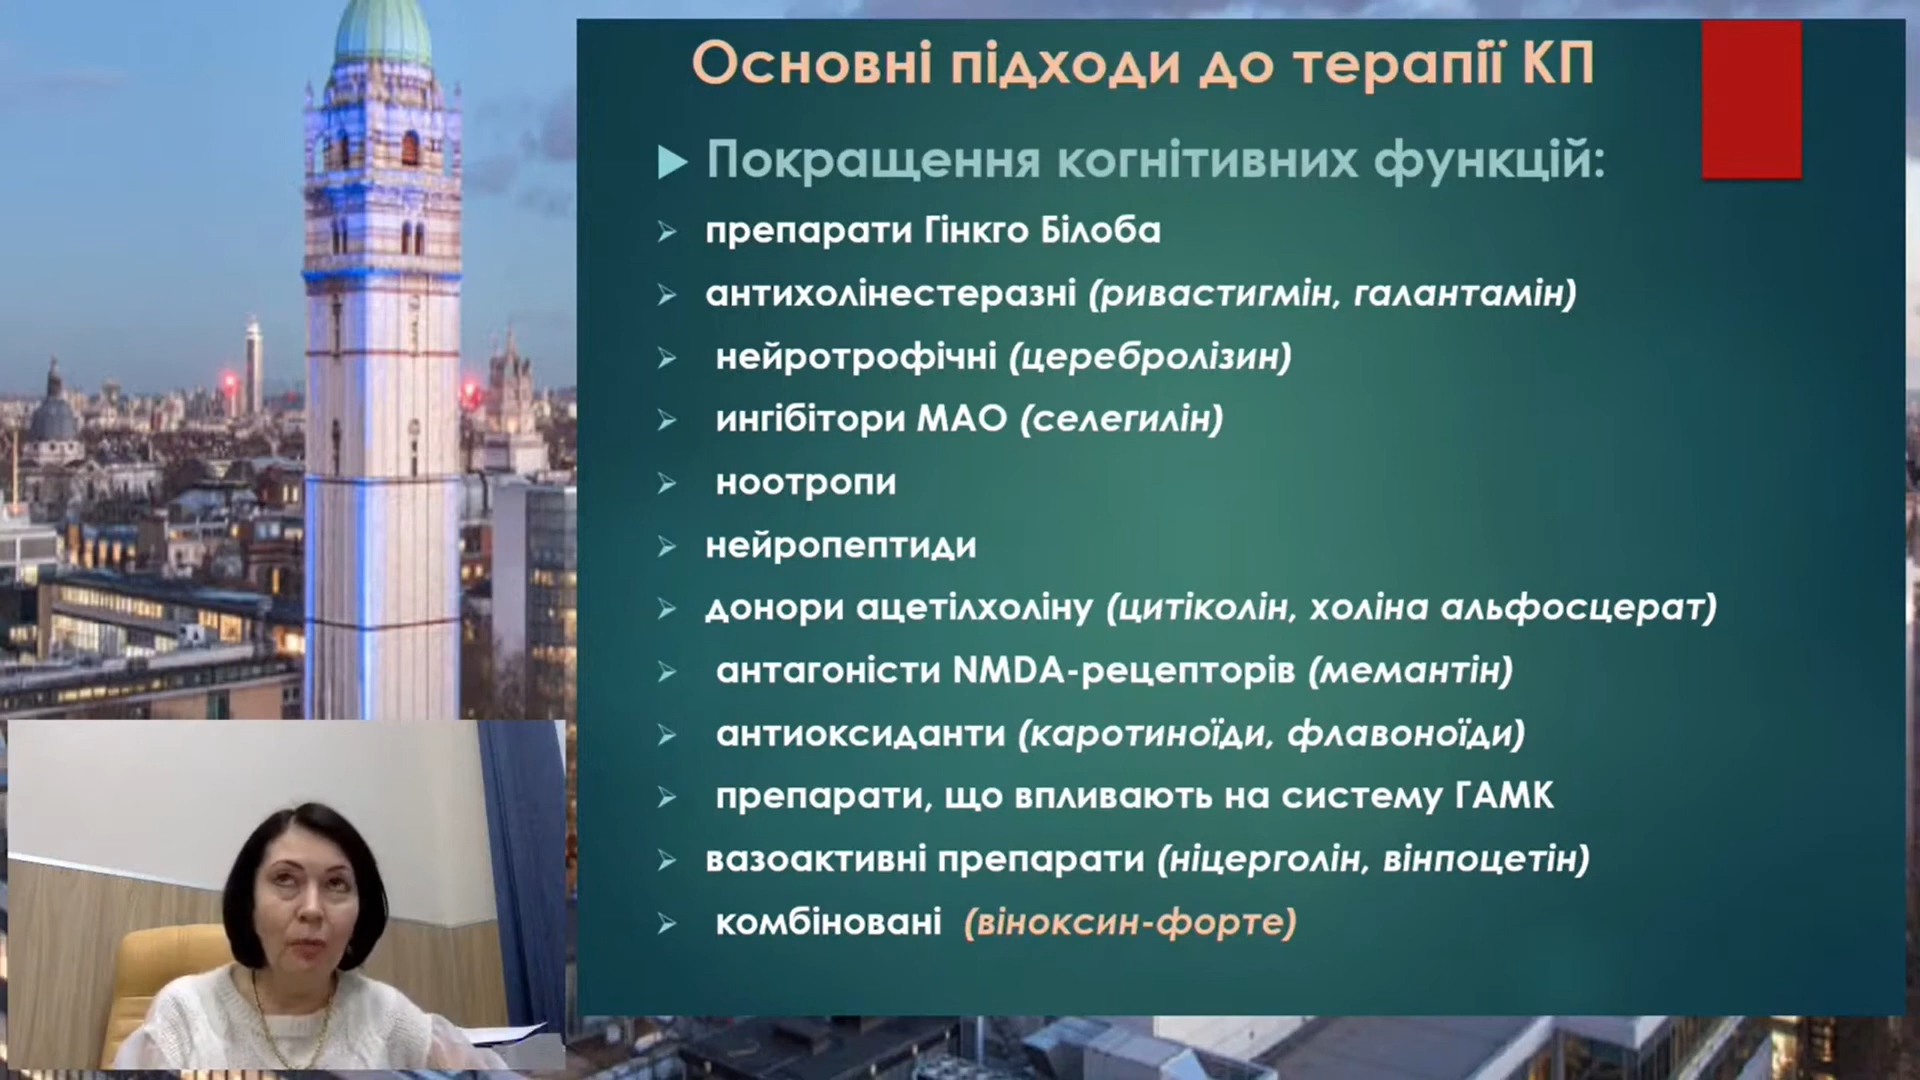 Основні підходи до терапії КП
Покращення когнітивних функцій:
препарати Гінкго Білоба
антихолінестеразні (ривастигмін, галантамін)
нейротрофічні (церебролізин)
ингібітори МАО (селегилін)
ноотропи
нейропептиди
донори ацетілхоліну (цитіколін, холіна альфосцерат)
антагоністи NMDA-рецепторів (мемантін)
антиоксиданти (каротиноїди, флавоноїди)
препарати, що впливають на систему ГАМК
вазоактивні препарати (ніцерголін, вінпоцетін)
комбіновані (віноксин-форте)